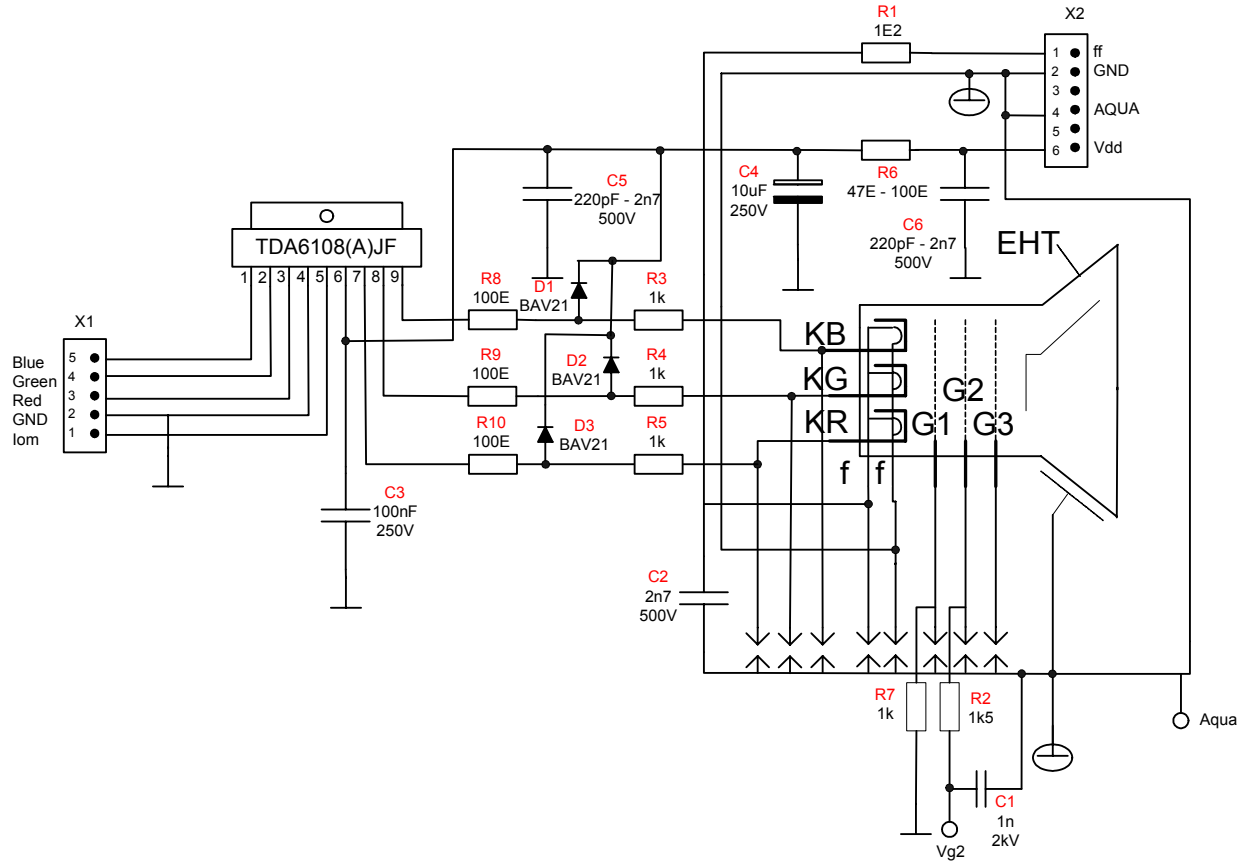 R1
1E2
X2
1 ff
2 GND
3
4 AQUA
5
6 Vdd
C5
220pF - 2n7
500V
C4
10uF
250V
R6
47E - 100E
C6
220pF - 2n7
500V
TDA6108(A)JF
1 2 3 4 5 6 7 8 9
X1
Blue 5
Green 4
Red 3
GND 2
Iom 1
R8
100E
D1
BAV21
R3
1k
R9
100E
D2
BAV21
R4
1k
R10
100E
D3
BAV21
R5
1k
C3
100nF
250V
EHT
KB
KG
KR
G1
G2
G3
f f
C2
2n7
500V
R7
1k
R2
1k5
Aqua
C1
1n
2kV
Vg2